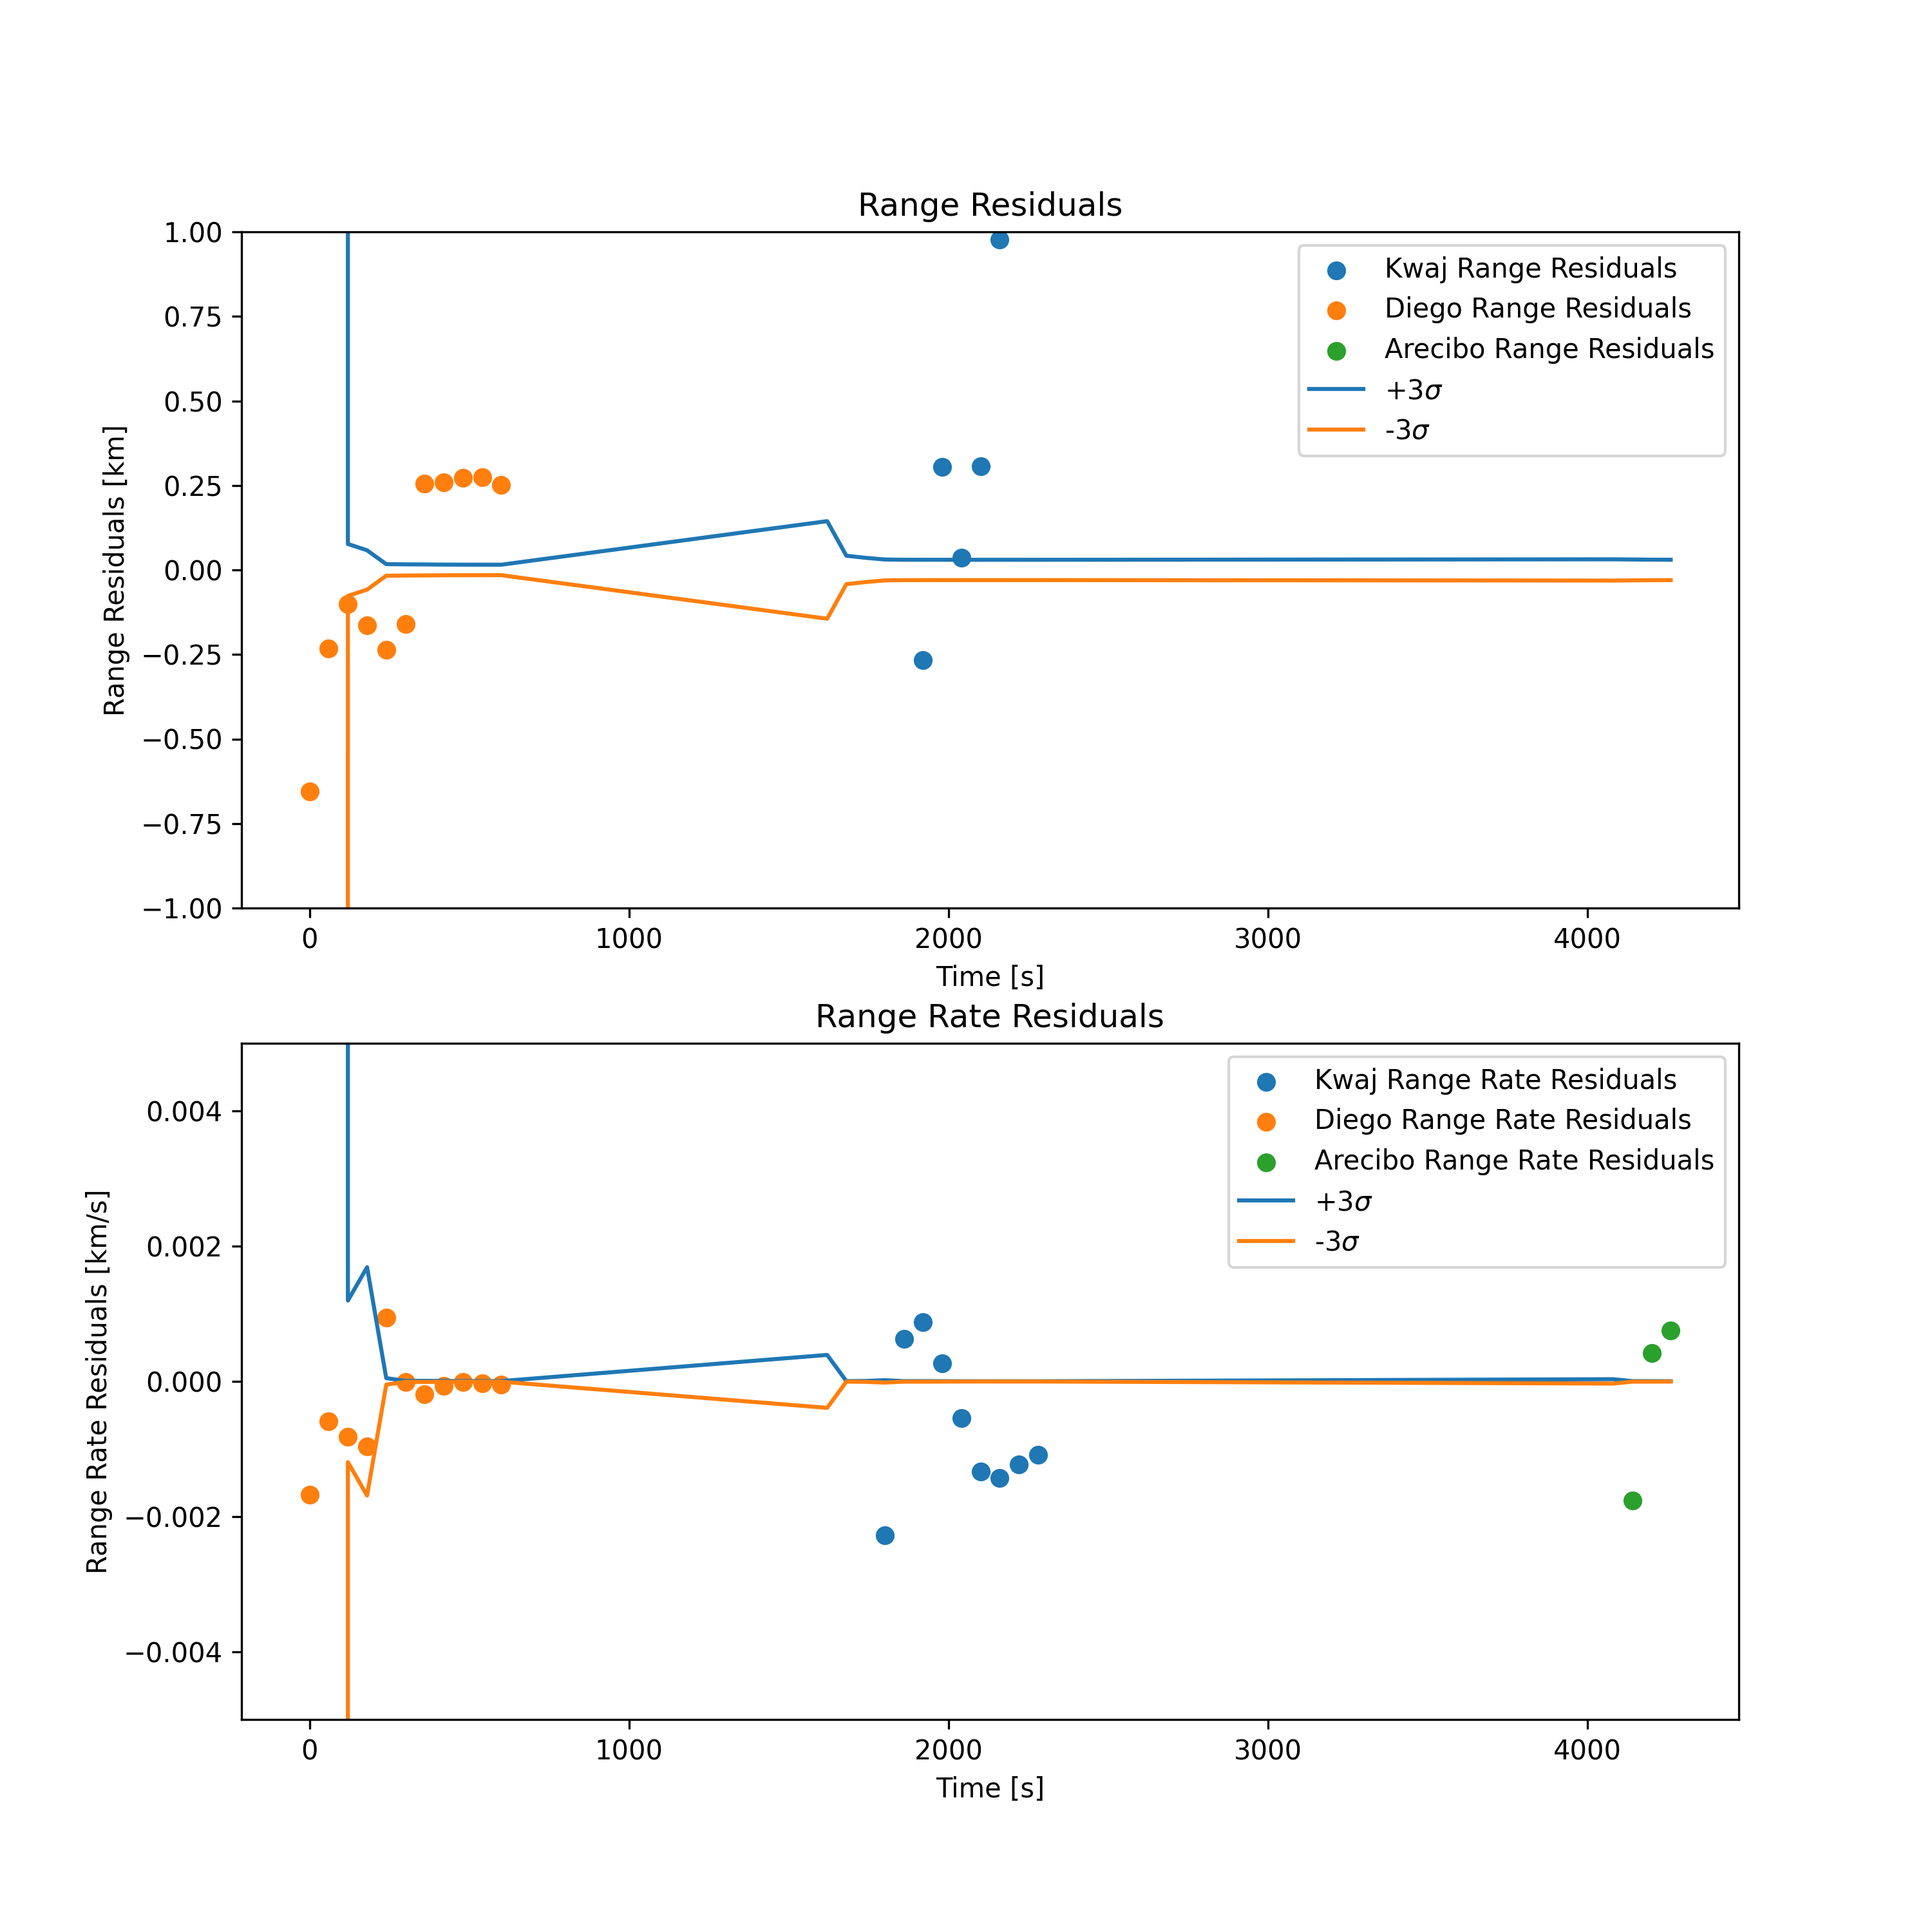 Range Residuals
1.00
0.75
0.50
0.25
0.00
−0.25
−0.50
−0.75
−1.00
Range Residuals [km]
Kwaj Range Residuals
Diego Range Residuals
Arecibo Range Residuals
+3σ
-3σ
0 1000 2000 3000 4000
Time [s]
Range Rate Residuals
0.004
0.002
0.000
−0.002
−0.004
Range Rate Residuals [km/s]
Kwaj Range Rate Residuals
Diego Range Rate Residuals
Arecibo Range Rate Residuals
+3σ
-3σ
0 1000 2000 3000 4000
Time [s]